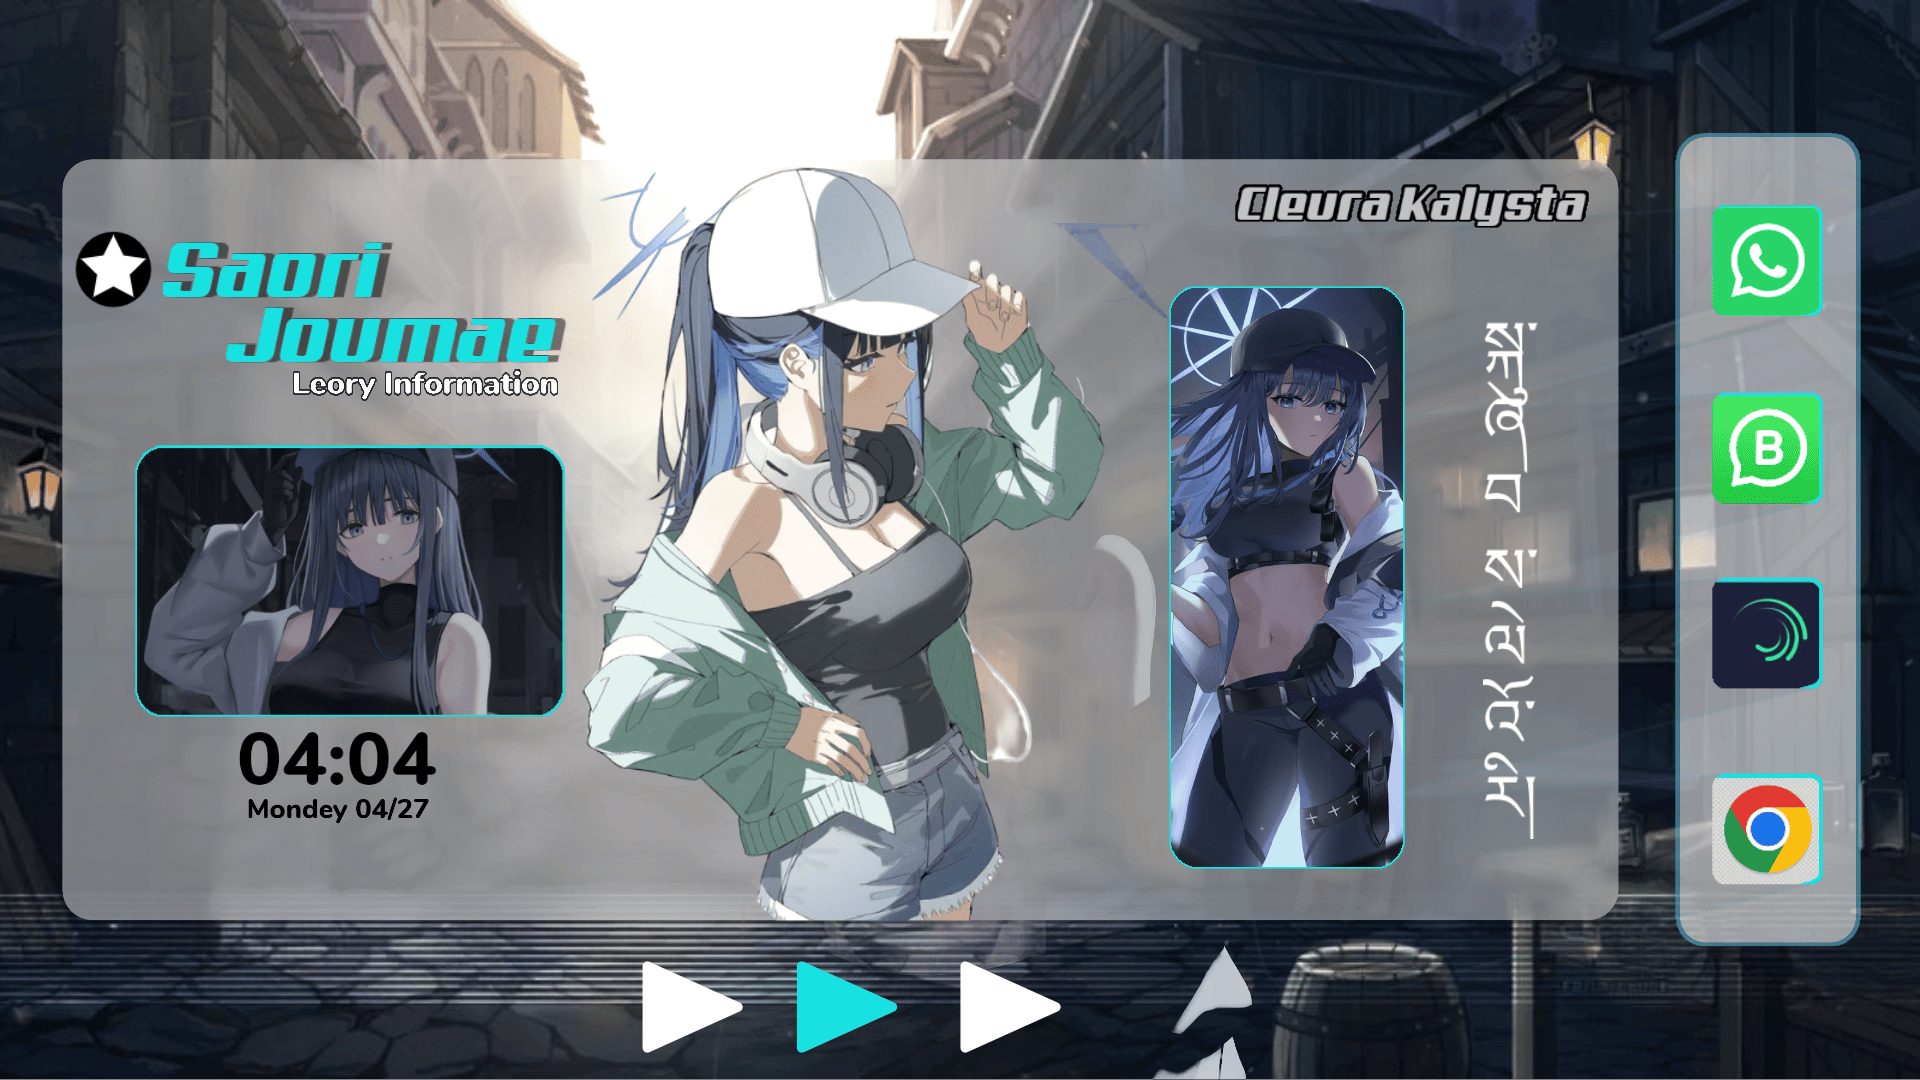 Cleura Kalysta
Saori
Joumae
Leory Information
04:04
Mondey 04/27
B